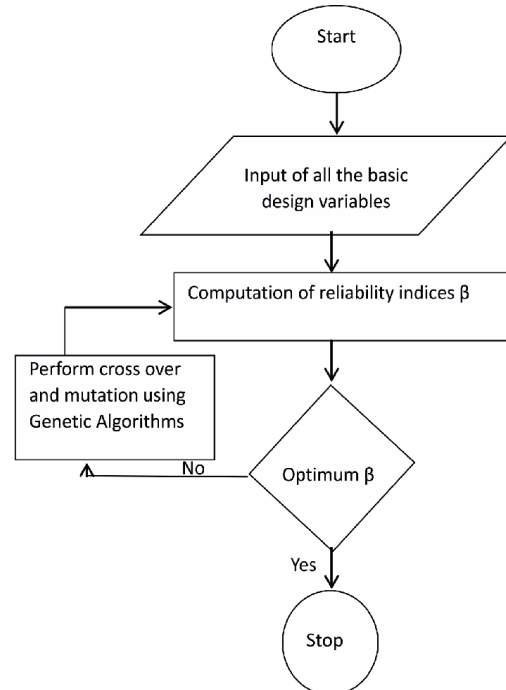 Start
Input of all the basic
design variables
Computation of reliability indices β
Perform cross over
and mutation using
Genetic Algorithms
No
Optimum β
Yes
Stop